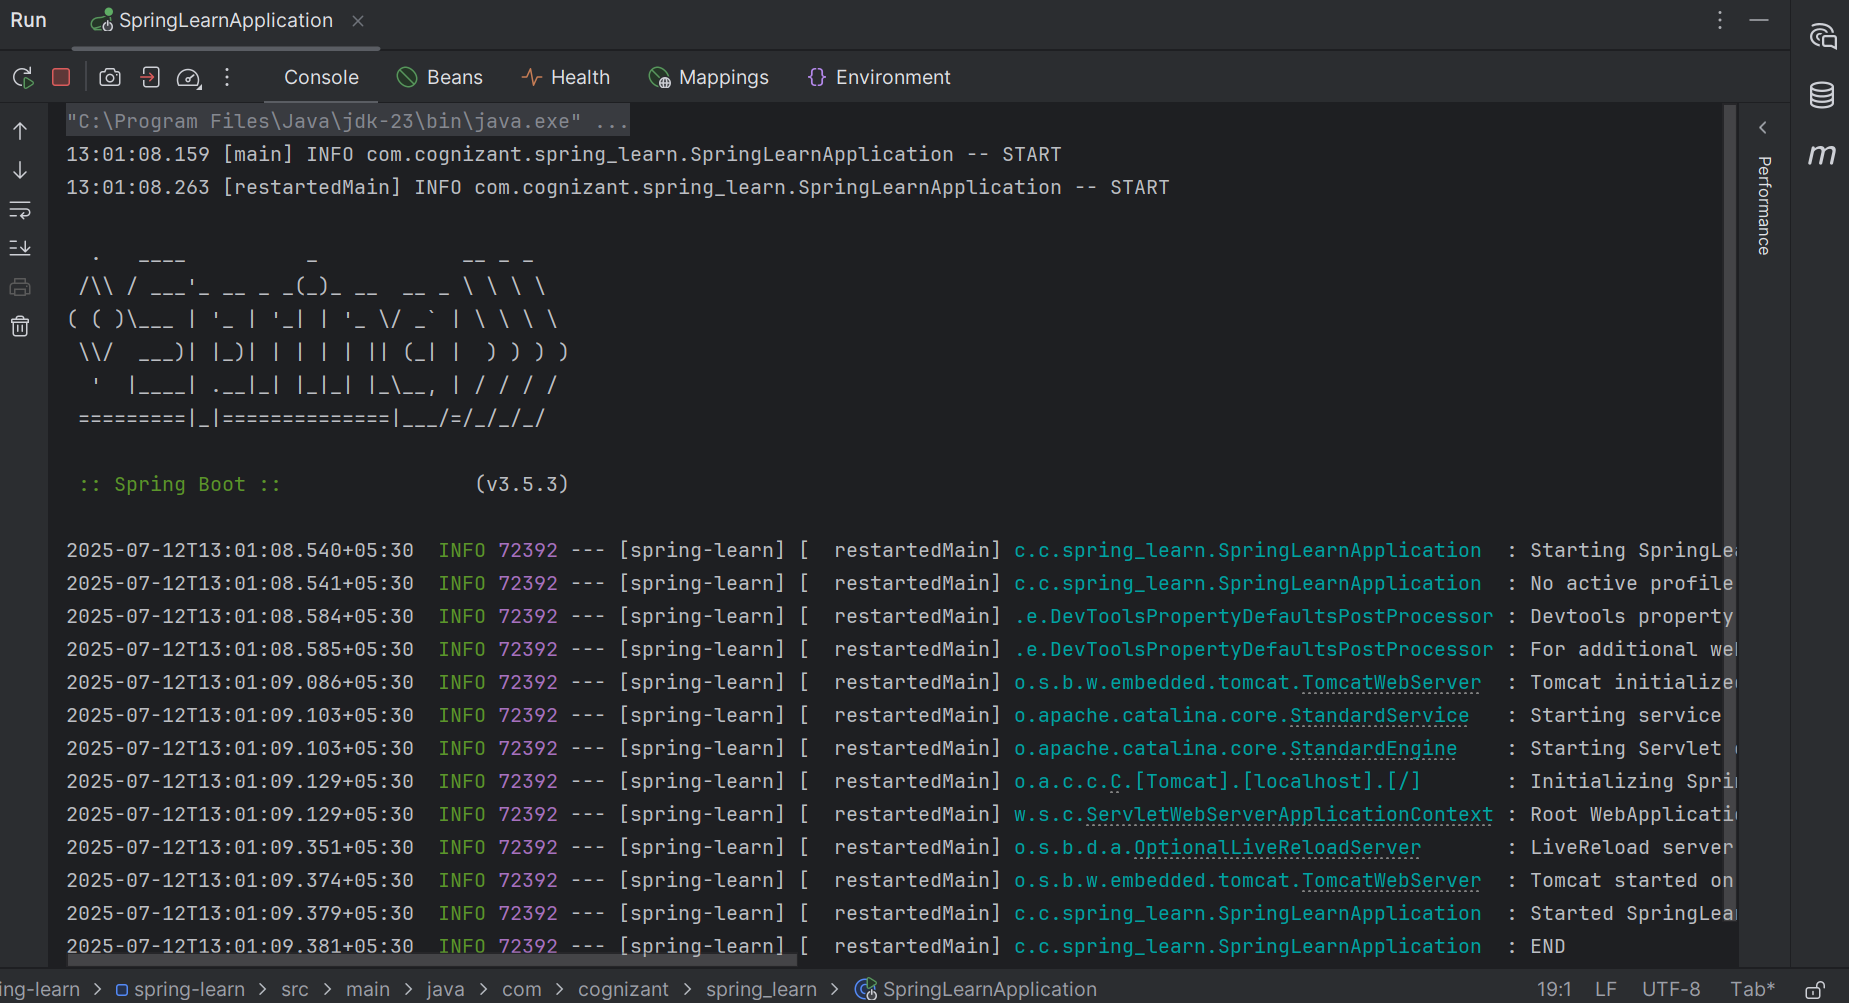 Run SpringLearnApplication
Console Beans Health Mappings Environment
"C:\Program Files\Java\jdk-23\bin\java.exe" ...
13:01:08.159 [main] INFO com.cognizant.spring_learn.SpringLearnApplication -- START
13:01:08.263 [restartedMain] INFO com.cognizant.spring_learn.SpringLearnApplication -- START
  .   ____          _            __ _ _
 /\\ / ___'_ __ _ _(_)_ __  __ _ \ \ \ \
( ( )\___ | '_ | '_| | '_ \/ _` | \ \ \ \
 \\/  ___)| |_)| | | | | || (_| |  ) ) ) )
  '  |____| .__|_| |_|_| |_\__, | / / / /
 =========|_|==============|___/=/_/_/_/
 :: Spring Boot ::                (v3.5.3)
2025-07-12T13:01:08.540+05:30  INFO 72392 --- [spring-learn] [  restartedMain] c.c.spring_learn.SpringLearnApplication  : Starting SpringLea
2025-07-12T13:01:08.541+05:30  INFO 72392 --- [spring-learn] [  restartedMain] c.c.spring_learn.SpringLearnApplication  : No active profile
2025-07-12T13:01:08.584+05:30  INFO 72392 --- [spring-learn] [  restartedMain] .e.DevToolsPropertyDefaultsPostProcessor : Devtools property
2025-07-12T13:01:08.585+05:30  INFO 72392 --- [spring-learn] [  restartedMain] .e.DevToolsPropertyDefaultsPostProcessor : For additional we
2025-07-12T13:01:09.086+05:30  INFO 72392 --- [spring-learn] [  restartedMain] o.s.b.w.embedded.tomcat.TomcatWebServer  : Tomcat initialize
2025-07-12T13:01:09.103+05:30  INFO 72392 --- [spring-learn] [  restartedMain] o.apache.catalina.core.StandardService   : Starting service
2025-07-12T13:01:09.103+05:30  INFO 72392 --- [spring-learn] [  restartedMain] o.apache.catalina.core.StandardEngine    : Starting Servlet
2025-07-12T13:01:09.129+05:30  INFO 72392 --- [spring-learn] [  restartedMain] o.a.c.c.C.[Tomcat].[localhost].[/]       : Initializing Spri
2025-07-12T13:01:09.129+05:30  INFO 72392 --- [spring-learn] [  restartedMain] w.s.c.ServletWebServerApplicationContext : Root WebApplicati
2025-07-12T13:01:09.351+05:30  INFO 72392 --- [spring-learn] [  restartedMain] o.s.b.d.a.OptionalLiveReloadServer       : LiveReload server
2025-07-12T13:01:09.374+05:30  INFO 72392 --- [spring-learn] [  restartedMain] o.s.b.w.embedded.tomcat.TomcatWebServer  : Tomcat started on
2025-07-12T13:01:09.379+05:30  INFO 72392 --- [spring-learn] [  restartedMain] c.c.spring_learn.SpringLearnApplication  : Started SpringLea
2025-07-12T13:01:09.381+05:30  INFO 72392 --- [spring-learn] [  restartedMain] c.c.spring_learn.SpringLearnApplication  : END
Performance
m
ing-learn > spring-learn > src > main > java > com > cognizant > spring_learn > SpringLearnApplication 19:1 LF UTF-8 Tab*